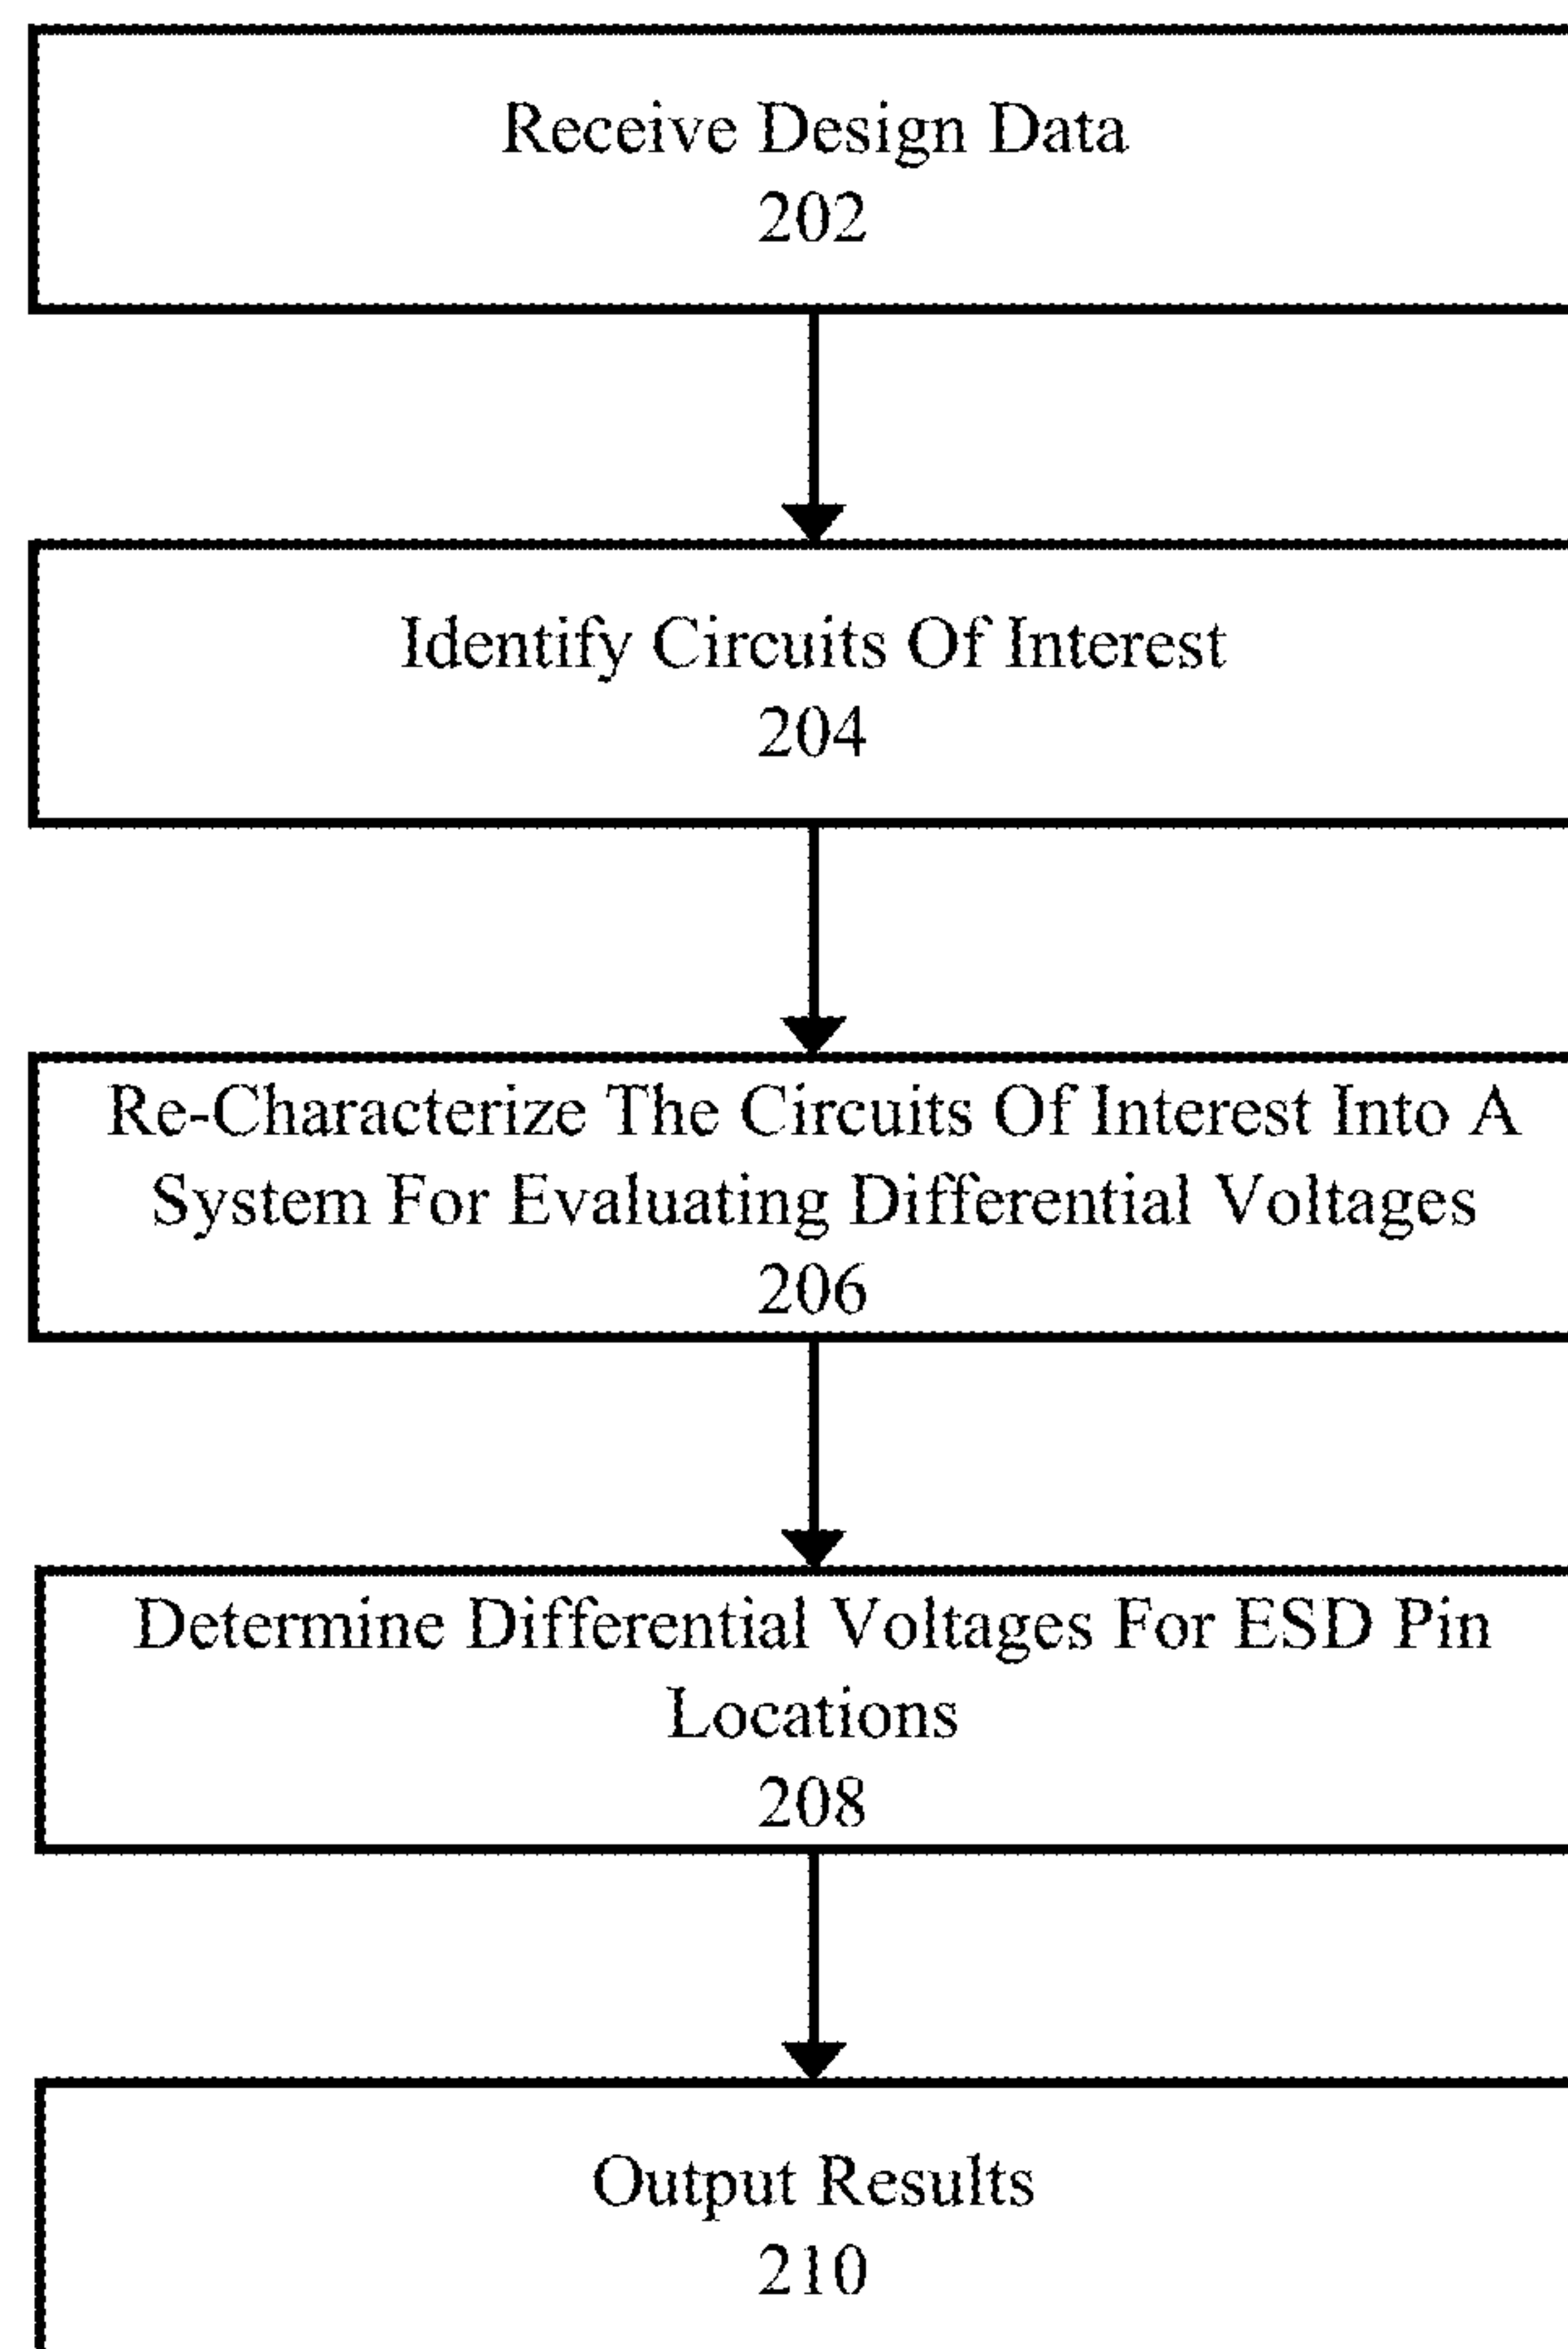 Receive Design Data
202
Identify Circuits Of Interest
204
Re-Characterize The Circuits Of Interest Into A
System For Evaluating Differential Voltages
206
Determine Differential Voltages For ESD Pin
Locations
208
Output Results
210